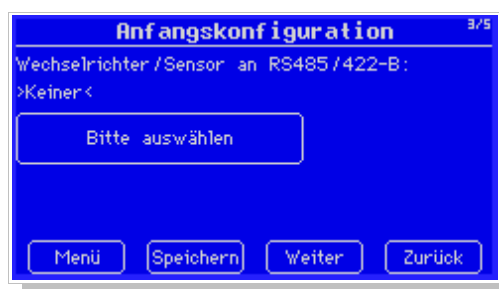 Anfangskonfiguration 3/5
Wechselrichter/Sensor an RS485/422-B:
>Keiner<
Bitte auswählen
Menü Speichern Weiter Zurück